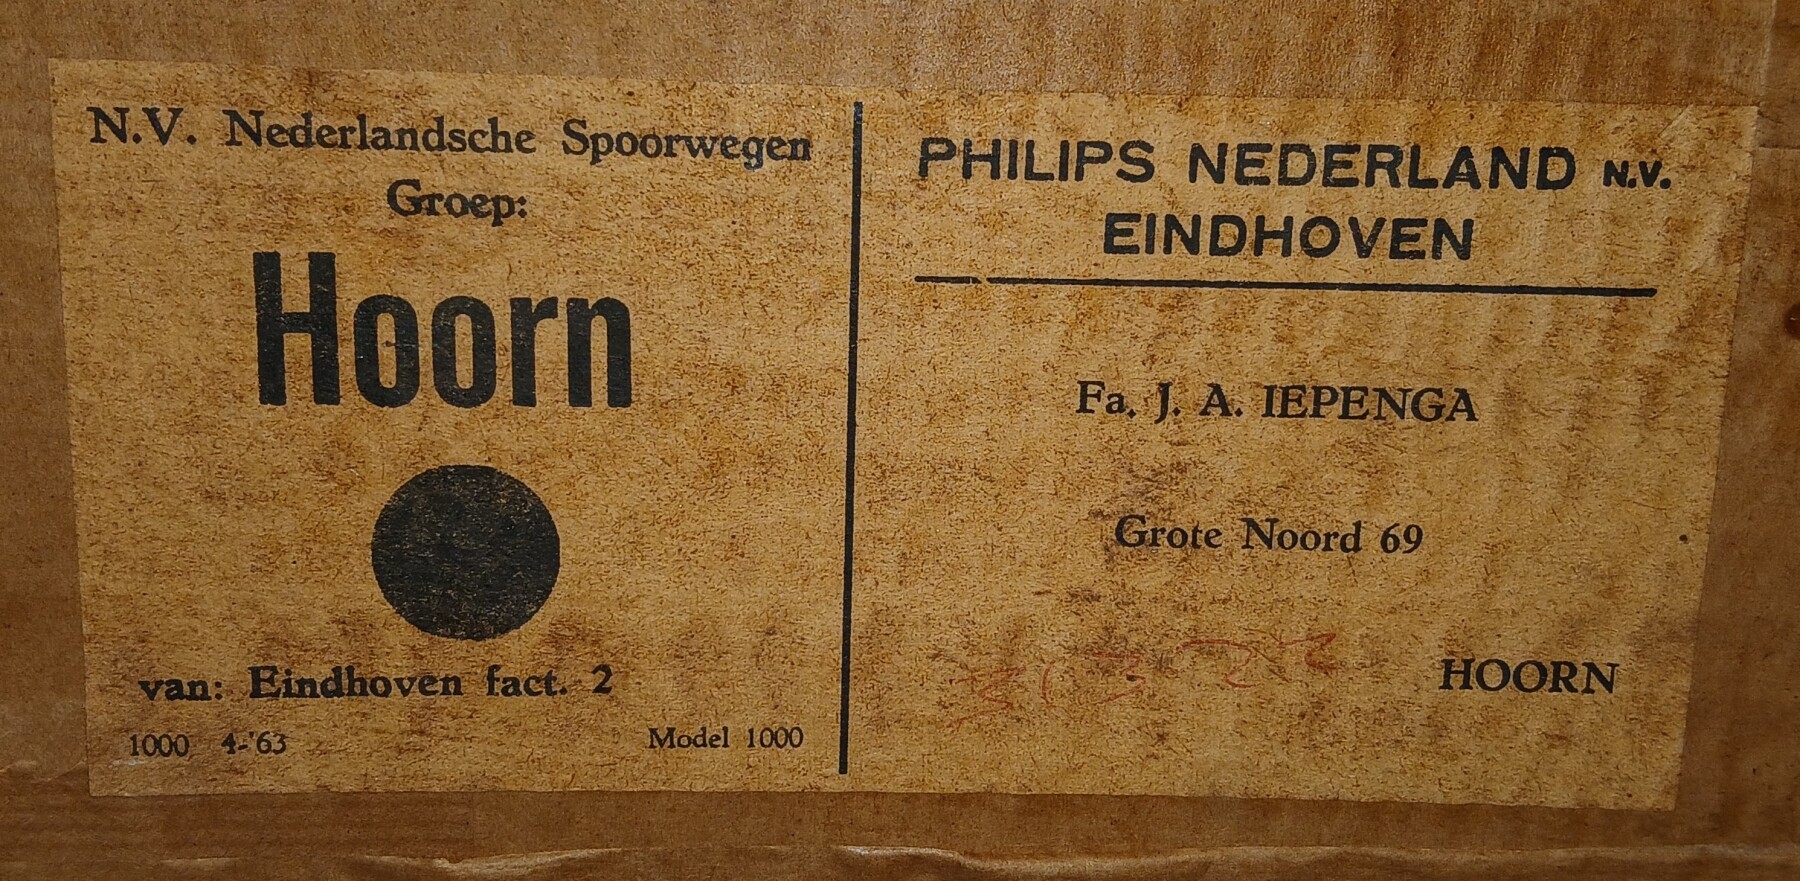 N.V. Nederlandsche Spoorwegen
Groep:
Hoorn
van: Eindhoven fact. 2
1000 4-'63 Model 1000
PHILIPS NEDERLAND N.V.
EINDHOVEN
Fa. J. A. IEPENGA
Grote Noord 69
HOORN